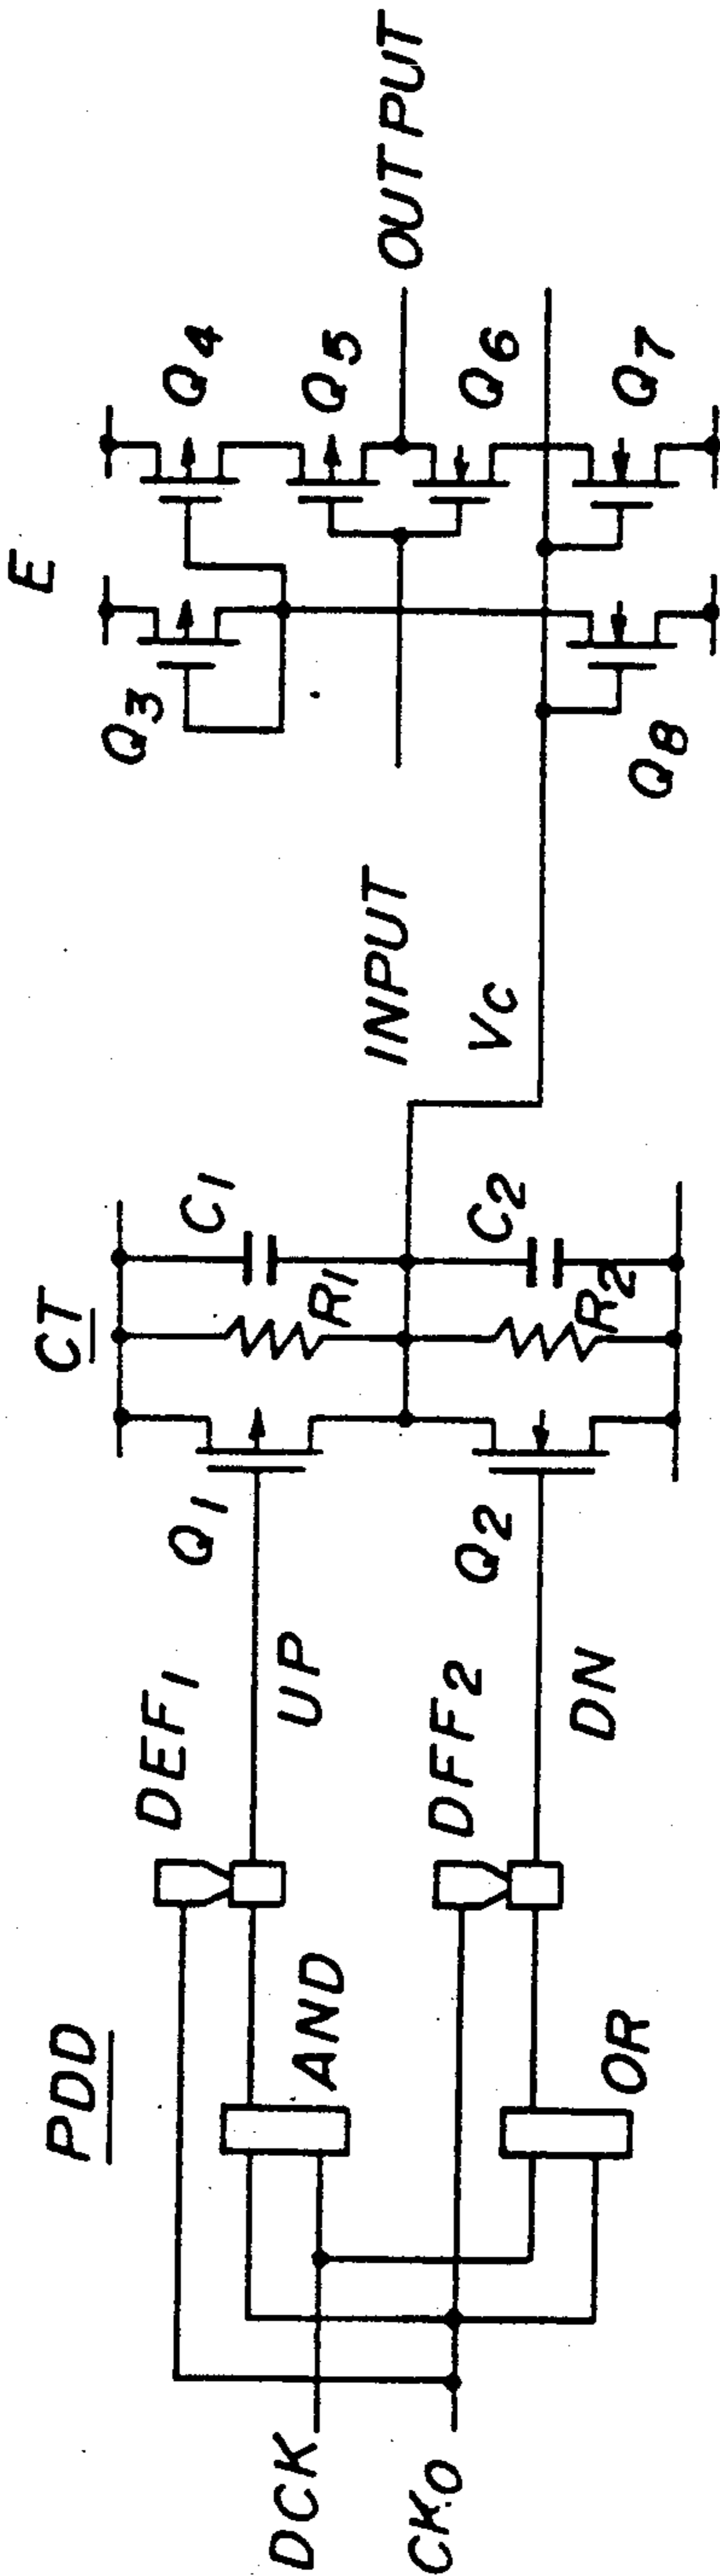 PDD
DCK
CK0
AND
OR
DEF1
DFF2
UP
DN
CT
Q1
Q2
R1
R2
C1
C2
INPUT
Vc
E
Q3
Q4
Q5
Q6
Q7
Q8
OUTPUT